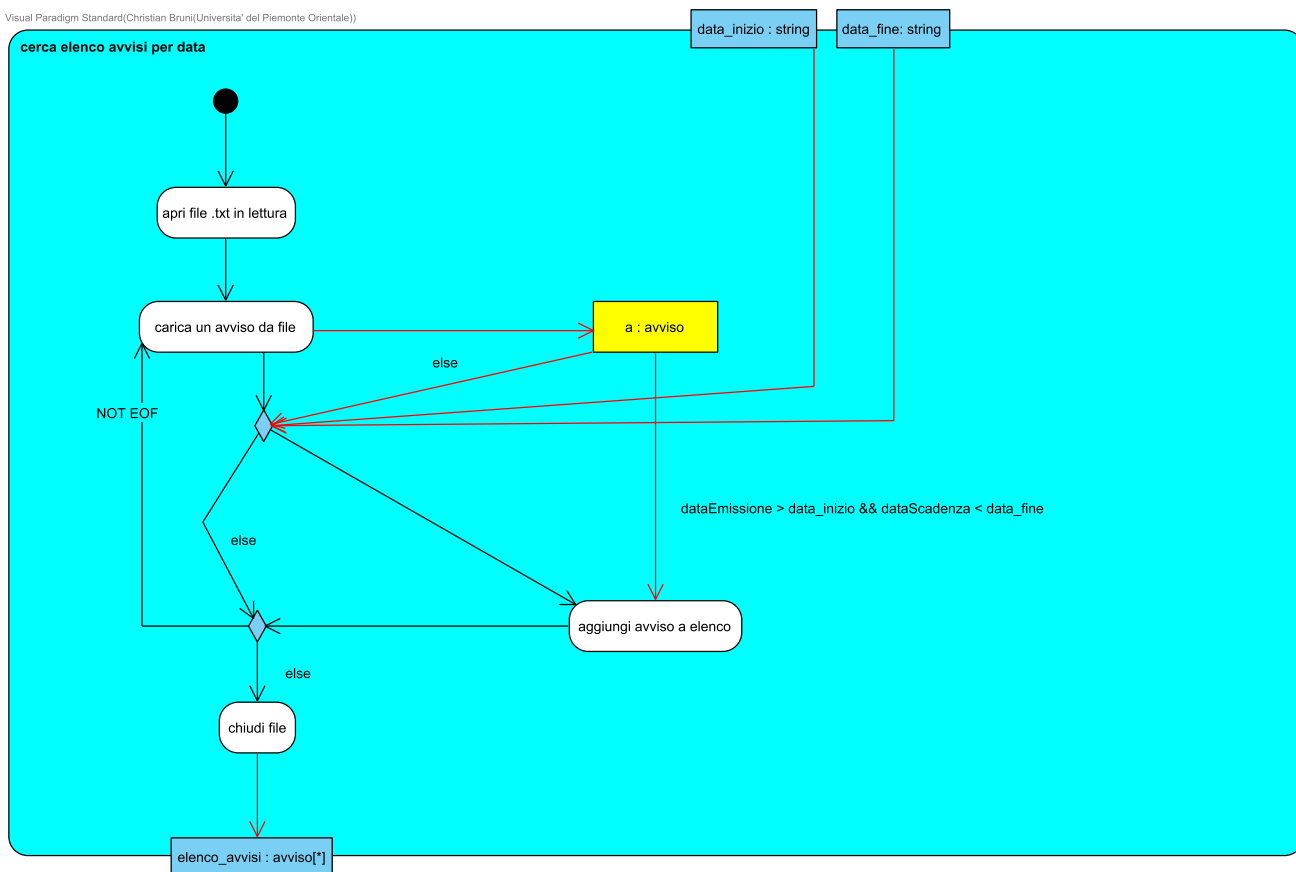 Visual Paradigm Standard(Christian Bruni(Universita' del Piemonte Orientale))
data_inizio : string
data_fine: string
cerca elenco avvisi per data
apri file .txt in lettura
carica un avviso da file
a : avviso
else
NOT EOF
dataEmissione > data_inizio && dataScadenza < data_fine
else
aggiungi avviso a elenco
else
chiudi file
elenco_avvisi : avviso[*]